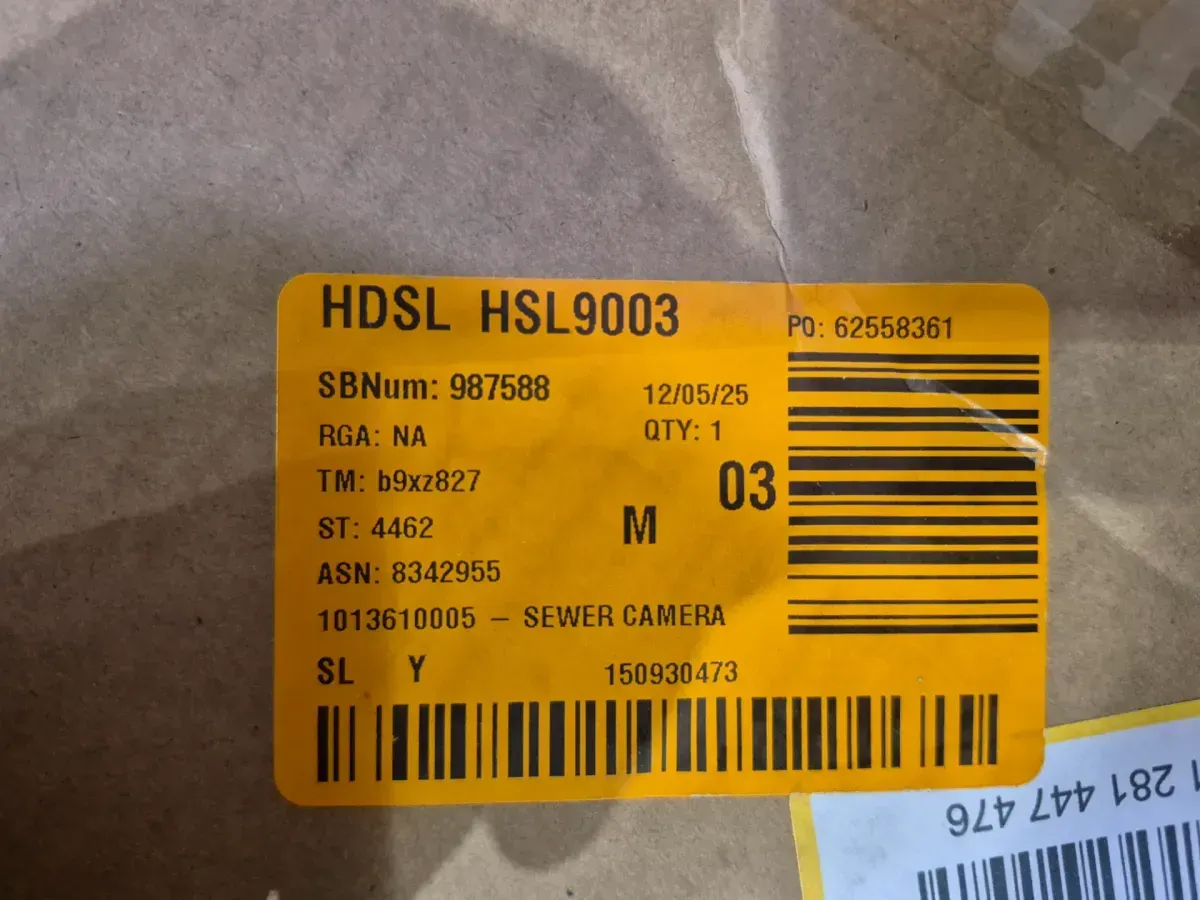 HDSL HSL9003
PO: 62558361
SBNum: 987588
12/05/25
RGA: NA
QTY: 1
TM: b9xz827
03
ST: 4462
M
ASN: 8342955
1013610005 – SEWER CAMERA
SL Y
150930473
281 447 476